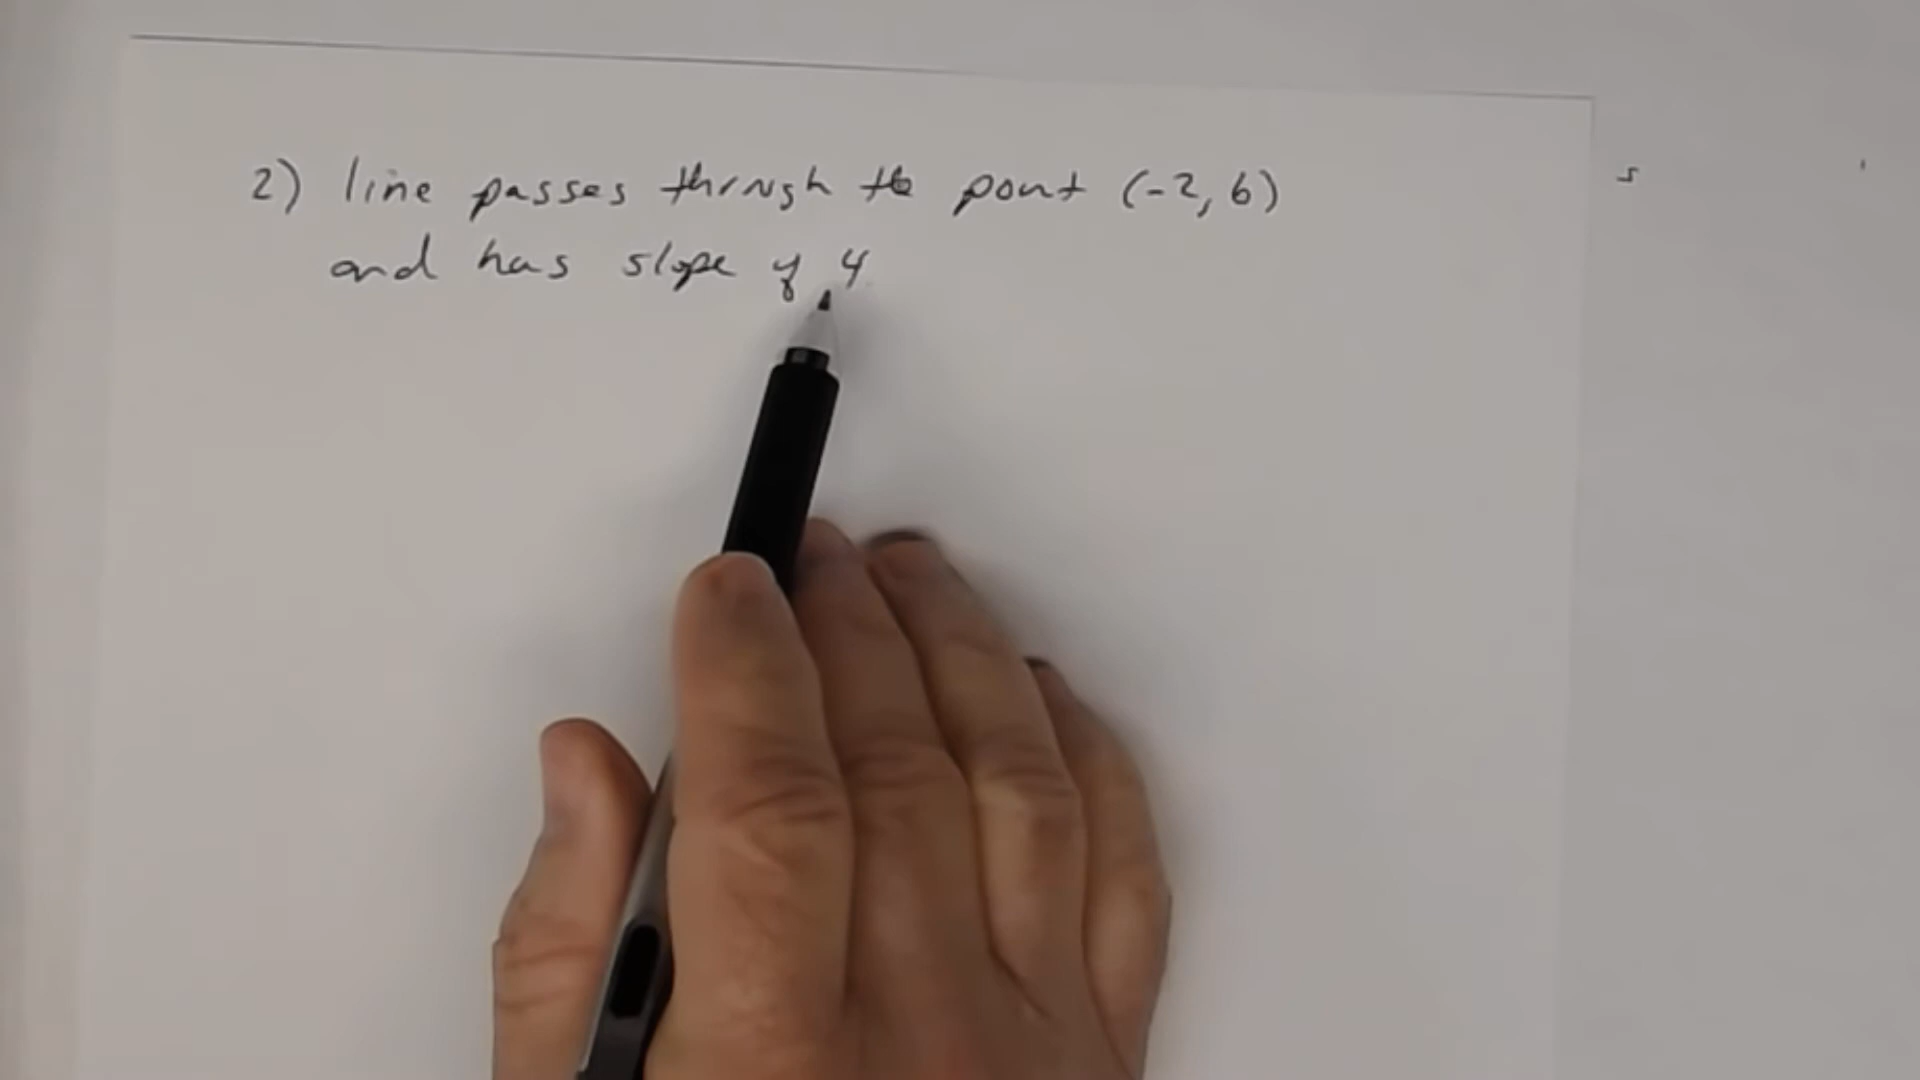 2) line passes through the point (-2, 6)
and has slope of 4.
s